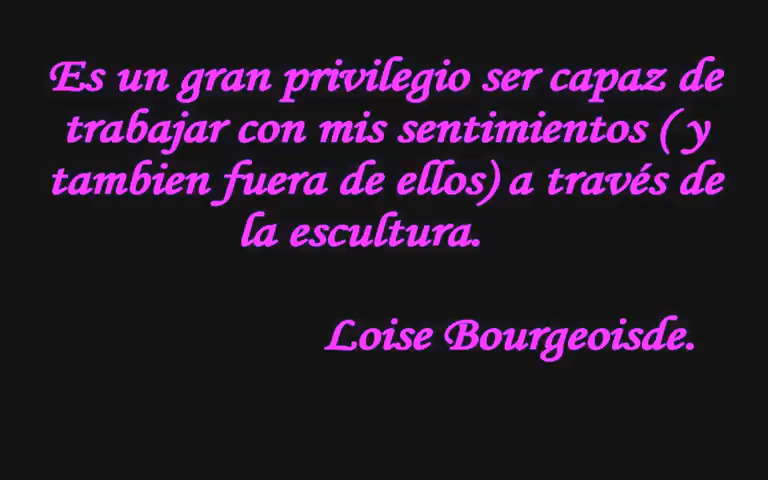 Es un gran privilegio ser capaz de
trabajar con mis sentimientos ( y
tambien fuera de ellos) a través de
la escultura.
Loise Bourgeoisde.